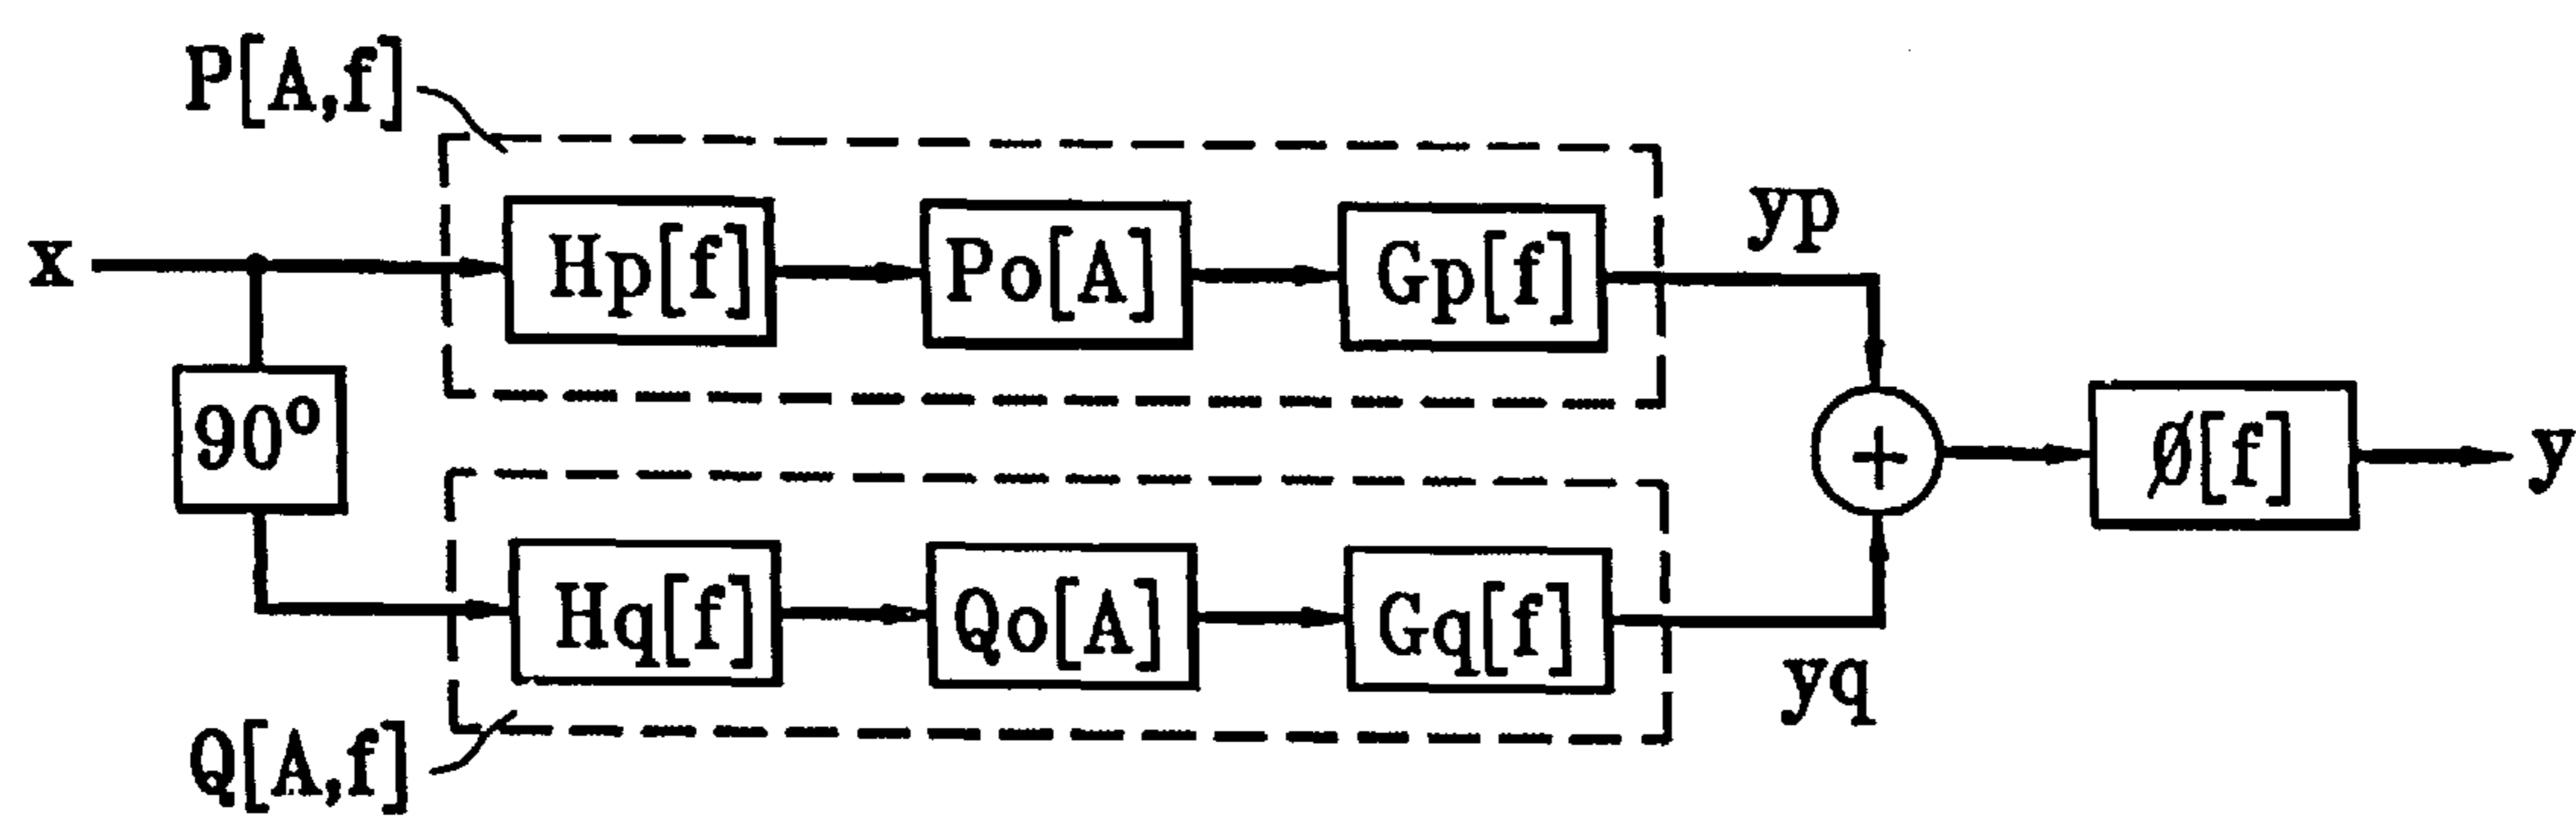 P[A,f]
x
Hp[f]
Po[A]
Gp[f]
yp
90°
+
Ø[f]
y
Hq[f]
Qo[A]
Gq[f]
yq
Q[A,f]